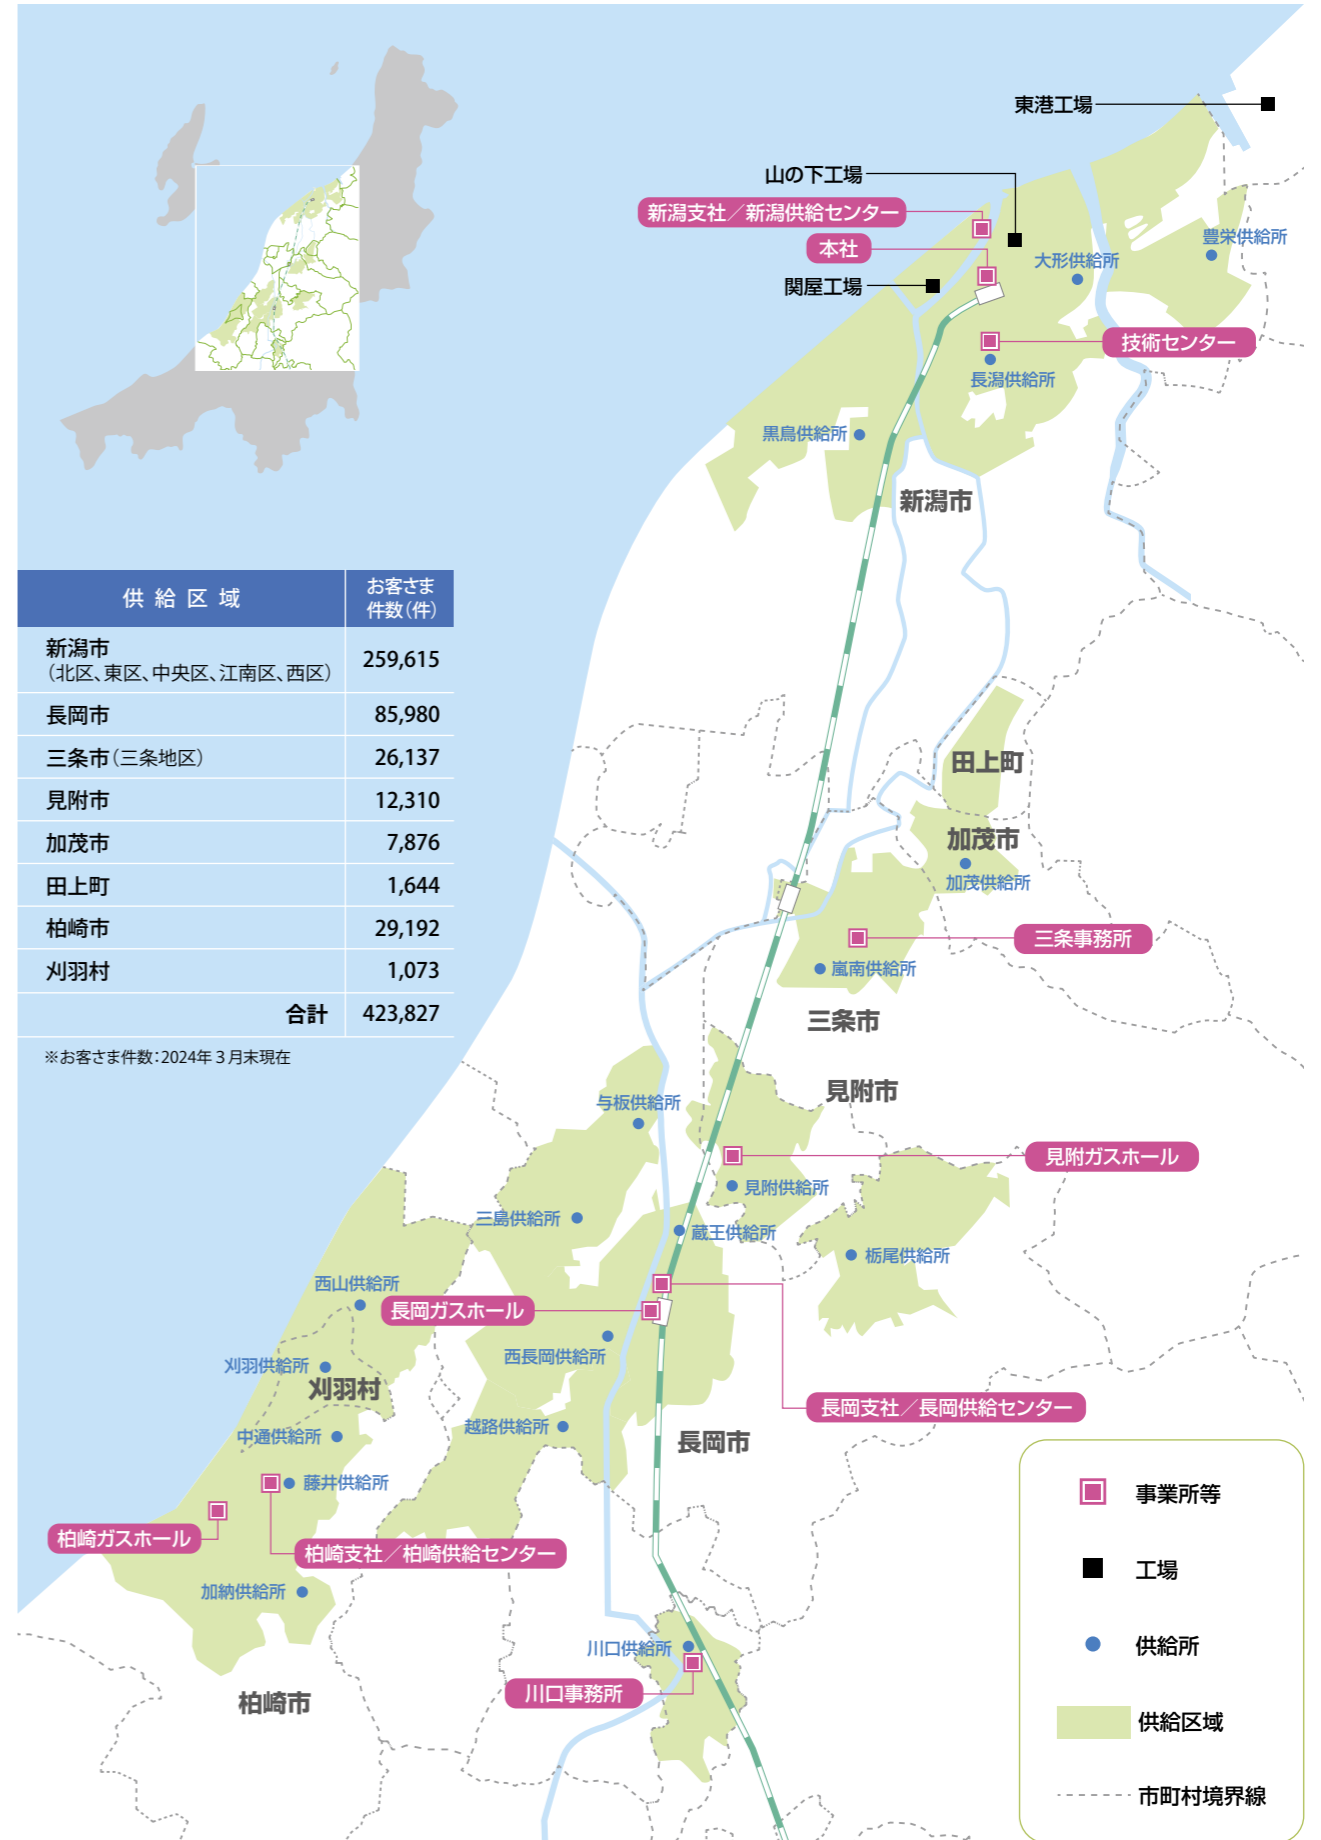 東港工場
山の下工場
新潟支社／新潟供給センター
本社
関屋工場
豊栄供給所
大形供給所
技術センター
長潟供給所
黒鳥供給所
新潟市
供給区域 お客さま件数（件）
新潟市（北区、東区、中央区、江南区、西区） 259,615
長岡市 85,980
三条市（三条地区） 26,137
見附市 12,310
加茂市 7,876
田上町 1,644
柏崎市 29,192
刈羽村 1,073
合計 423,827
※お客さま件数：2024年３月末現在
田上町
加茂市
加茂供給所
三条事務所
嵐南供給所
三条市
見附市
与板供給所
見附ガスホール
見附供給所
三島供給所
蔵王供給所
栃尾供給所
西山供給所
長岡ガスホール
西長岡供給所
刈羽供給所
刈羽村
長岡支社／長岡供給センター
越路供給所
中通供給所
長岡市
藤井供給所
柏崎ガスホール
柏崎支社／柏崎供給センター
加納供給所
川口供給所
川口事務所
柏崎市
事業所等
工場
供給所
供給区域
市町村境界線